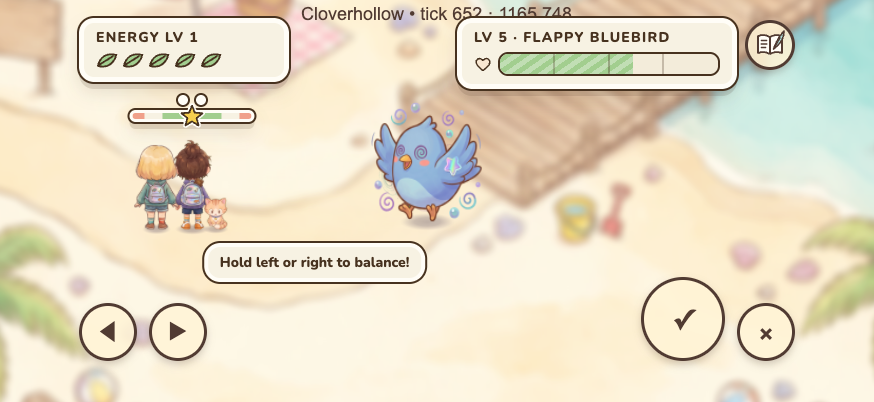 Cloverhollow • tick 652 · 1165,748
ENERGY LV 1
LV 5 · FLAPPY BLUEBIRD
Hold left or right to balance!